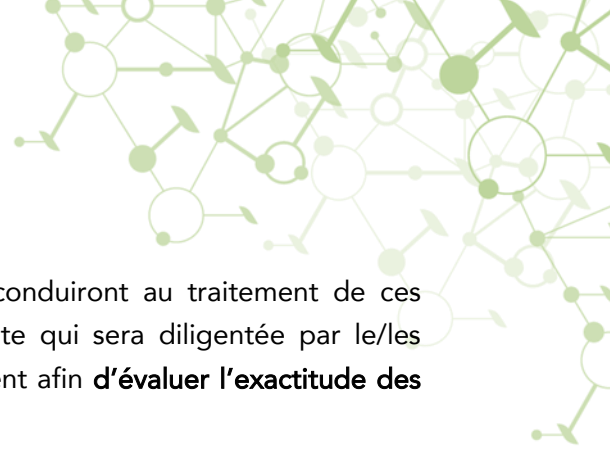 conduiront au traitement de ces
te qui sera diligentée par le/les
ent afin d’évaluer l’exactitude des